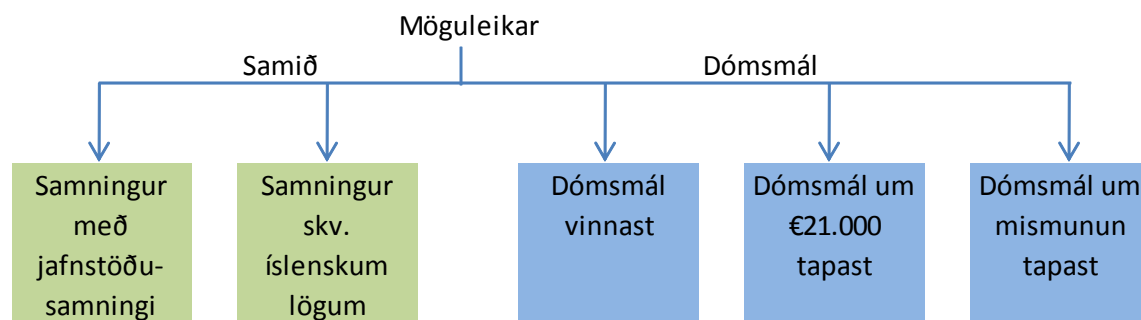 Möguleikar
Samið
Dómsmál
Samningur
með
jafnstöðu-
samningi
Samningur
skv.
íslenskum
lögum
Dómsmál
vinnast
Dómsmál um
€21.000
tapast
Dómsmál um
mismunun
tapast